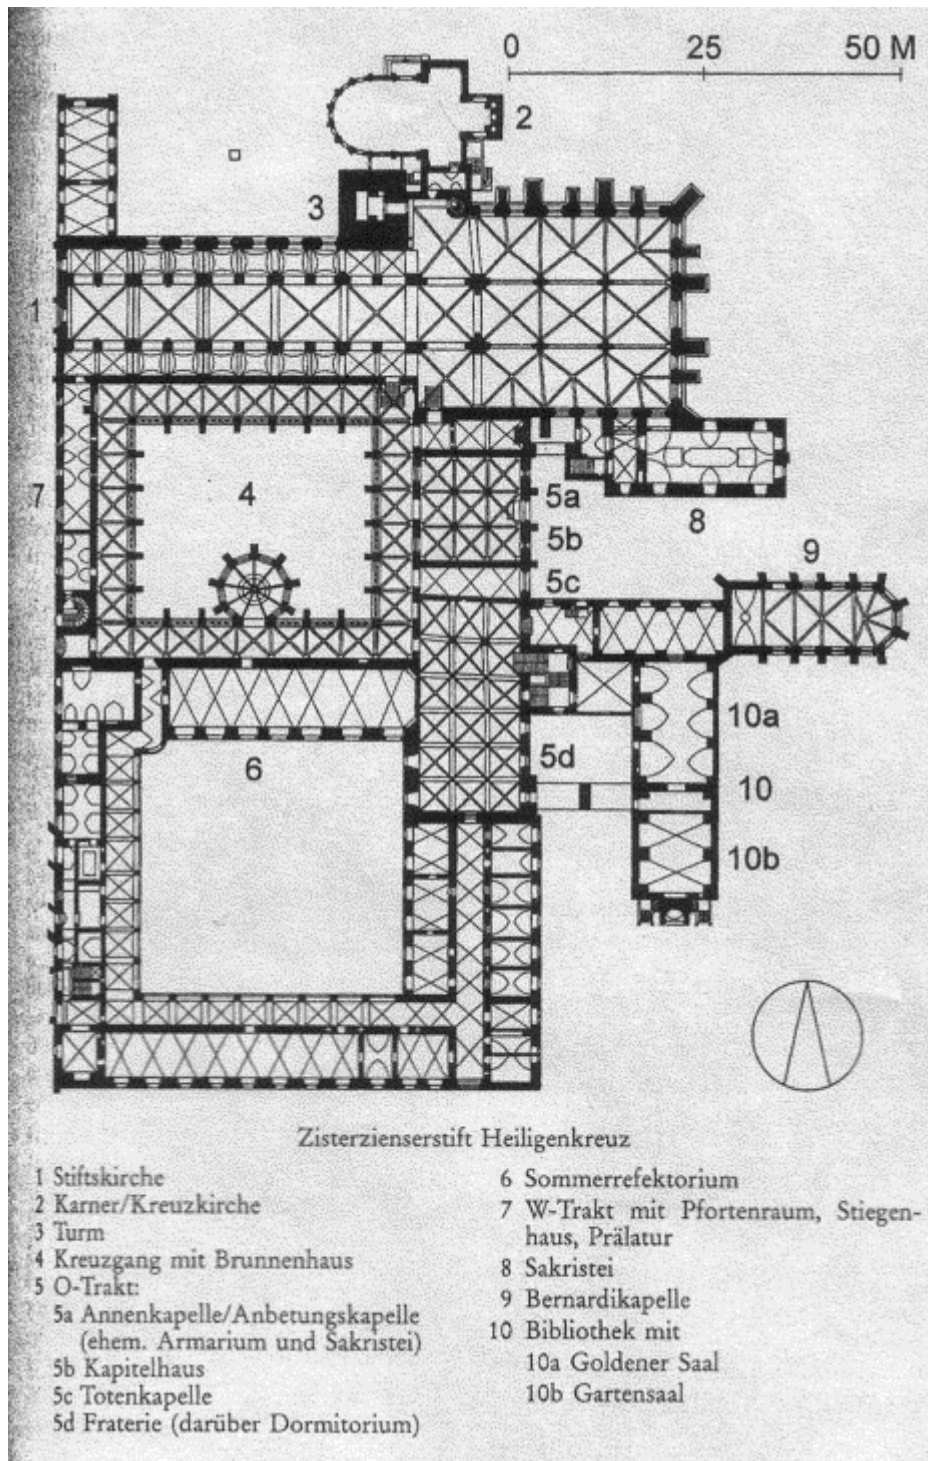 0 25 50 M
2
3
1
4
7
5a
5b
5c
8
9
10a
5d
6
10
10b
Zisterzienserstift Heiligenkreuz
1 Stiftskirche
2 Karner/Kreuzkirche
3 Turm
4 Kreuzgang mit Brunnenhaus
5 O-Trakt:
5a Annenkapelle/Anbetungskapelle
(ehem. Armarium und Sakristei)
5b Kapitelhaus
5c Totenkapelle
5d Fraterie (darüber Dormitorium)
6 Sommerrefektorium
7 W-Trakt mit Pfortenraum, Stiegen-
haus, Prälatur
8 Sakristei
9 Bernardikapelle
10 Bibliothek mit
10a Goldener Saal
10b Gartensaal